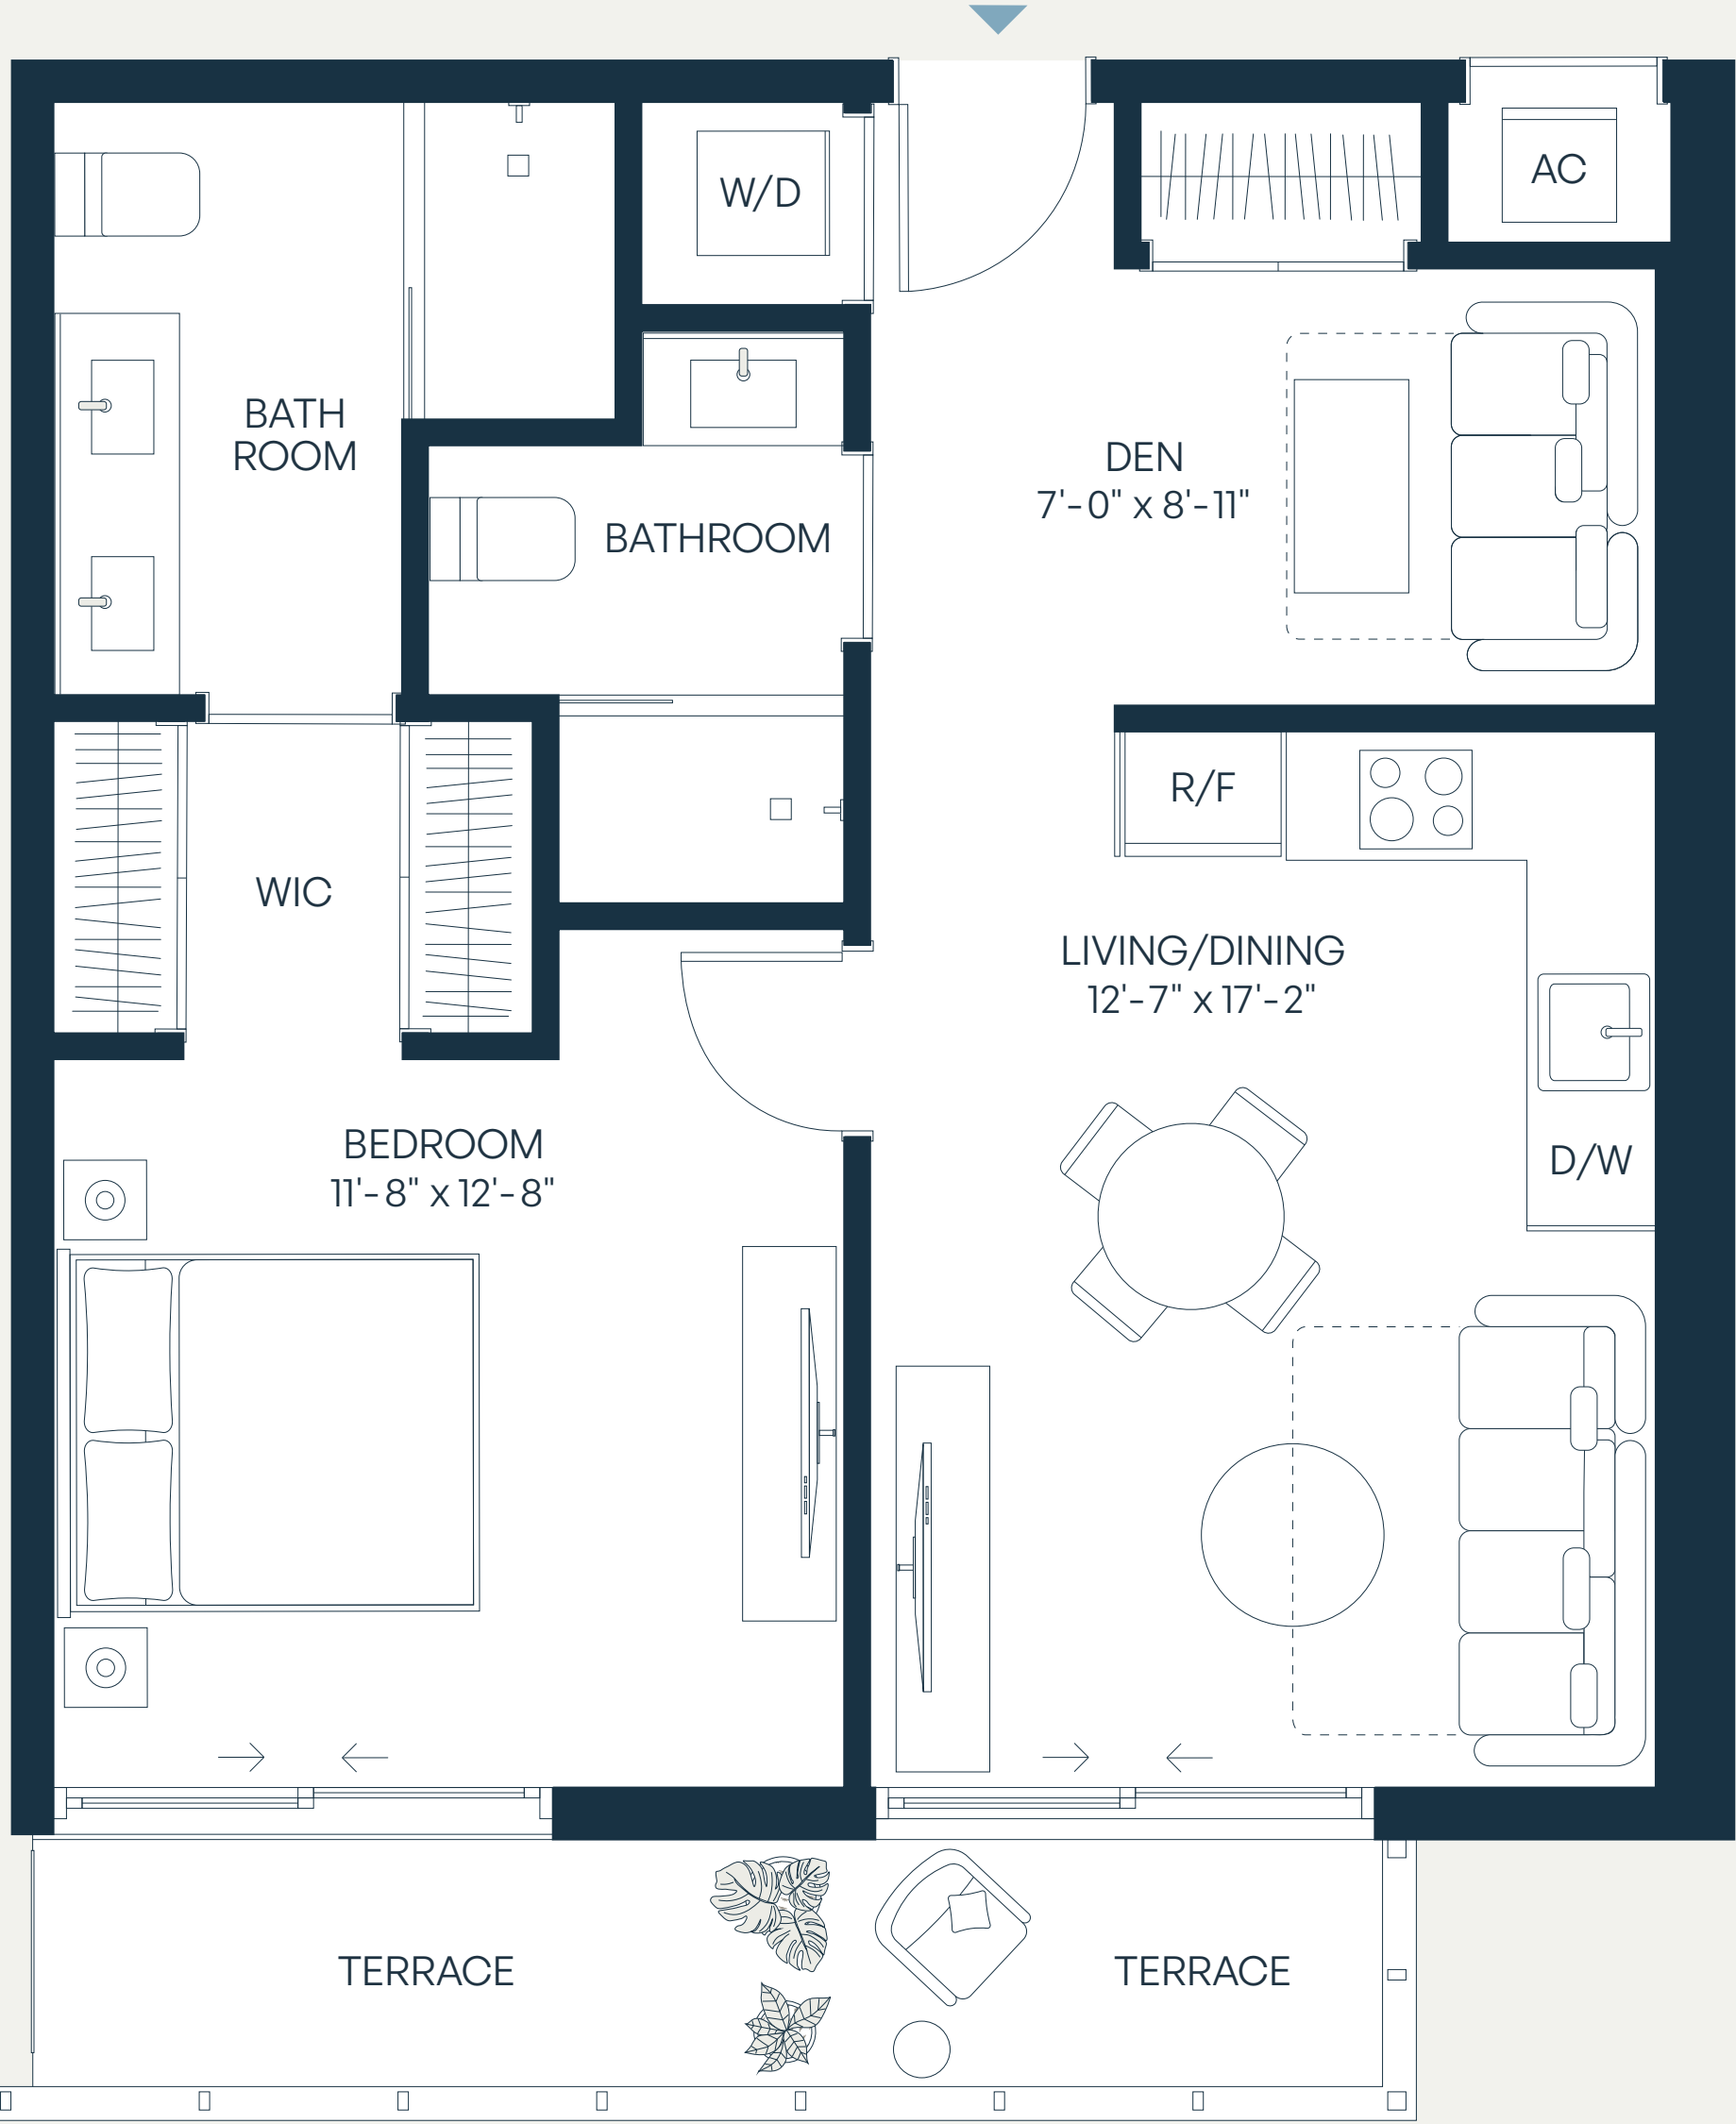 W/D
AC
BATH
ROOM
DEN
7'-0" x 8'-11"
BATHROOM
R/F
WIC
LIVING/DINING
12'-7" x 17'-2"
BEDROOM
11'-8" x 12'-8"
D/W
TERRACE
TERRACE